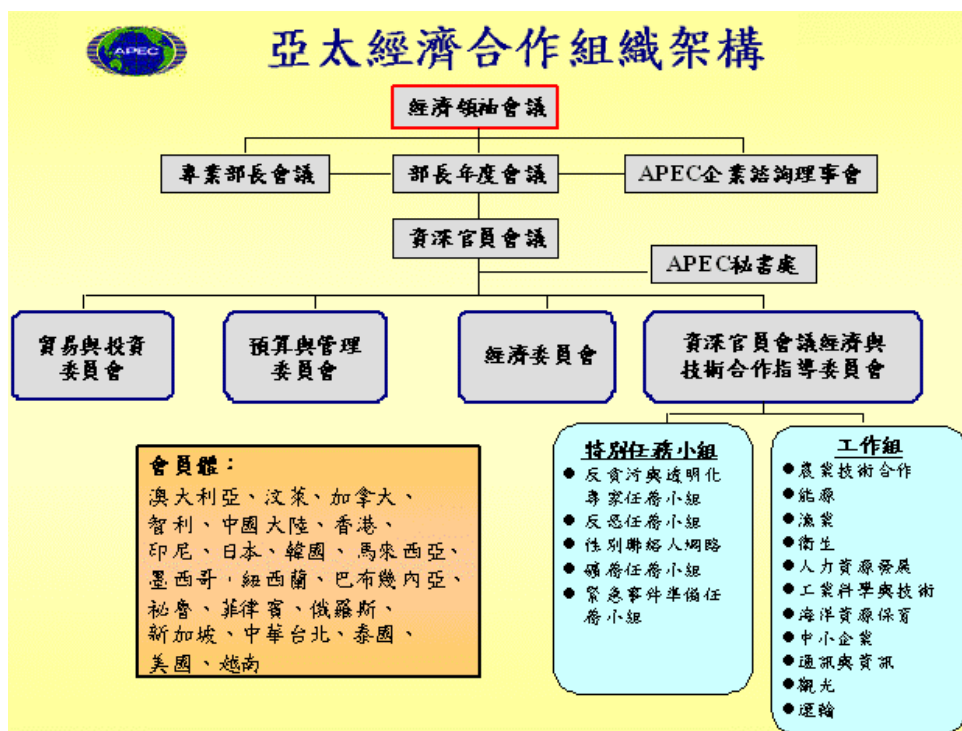 APEC
亞太經濟合作組織架構
經濟領袖會議
專業部長會議
部長年度會議
APEC企業諮詢理事會
資深官員會議
APEC秘書處
貿易與投資
委員會
預算與管理
委員會
經濟委員會
資深官員會議經濟與
技術合作指導委員會
會員體：
澳大利亞、汶萊、加拿大、
智利、中國大陸、香港、
印尼、日本、韓國、馬來西亞、
墨西哥，紐西蘭、巴布幾內亞、
祕魯、菲律賓、俄羅斯、
新加坡、中華台北、泰國、
美國、越南
特別任務小組
●反貪污與透明化
專家任務小組
●反恐任務小組
●性別聯絡人網路
●礦務任務小組
●緊急事件準備任
務小組
工作組
●農業技術合作
●能源
●漁業
●衛生
●人力資源發展
●工業科學與技術
●海洋資源保育
●中小企業
●通訊與資訊
●觀光
●運輸